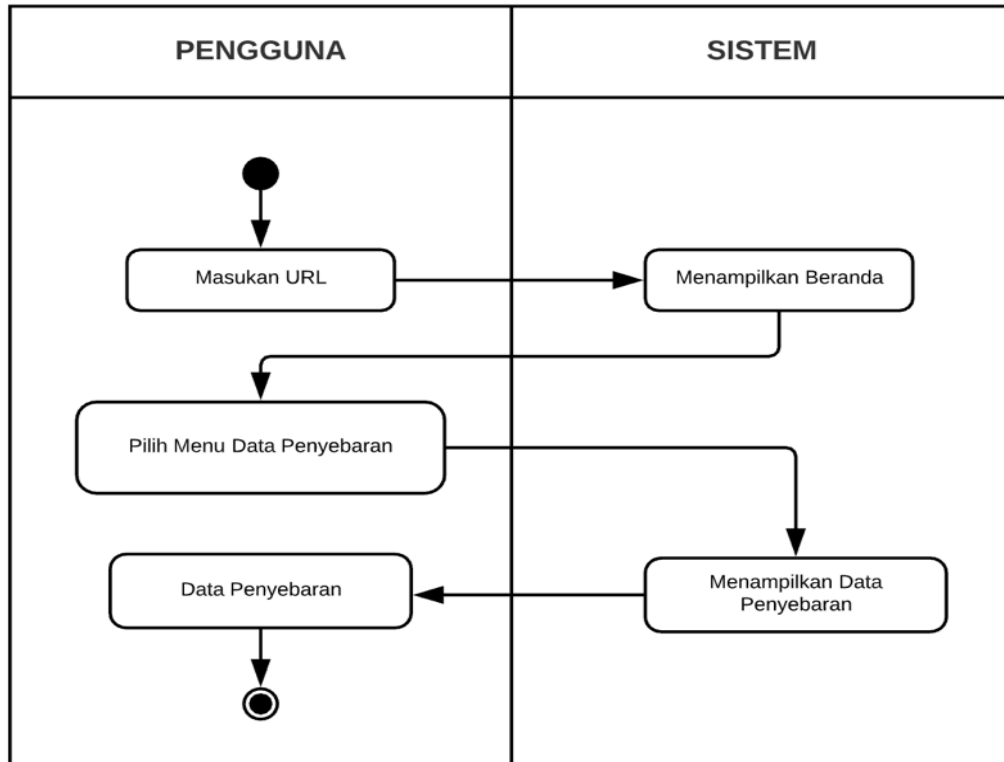 PENGGUNA
SISTEM
Masukan URL
Menampilkan Beranda
Pilih Menu Data Penyebaran
Data Penyebaran
Menampilkan Data
Penyebaran